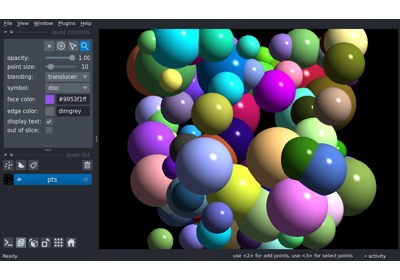 File View Window Plugins Help
layer controls
opacity: 1.00
point size: 10
blending: translucen
symbol: disc
face color: #9953f1ff
edge color: dimgrey
display text:
out of slice:
layer list
pts
Ready use <2> for add points, use <3> for select points activity